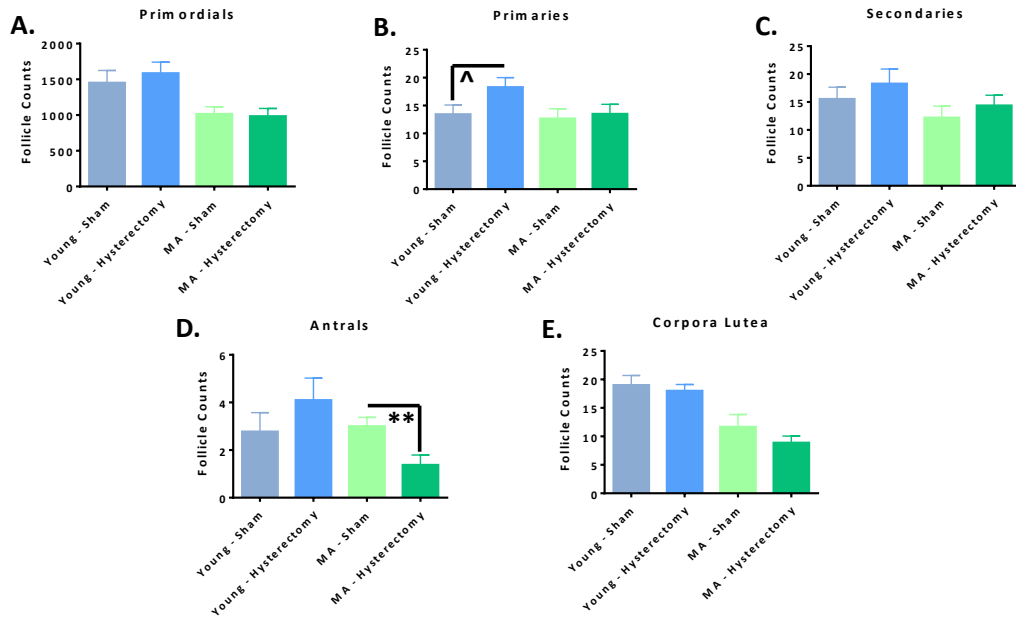 A.
Primordials
Follicle Counts
2000
1500
1000
500
0
Young - Sham
Young - Hysterectomy
MA - Sham
MA - Hysterectomy
B.
Primaries
Follicle Counts
25
20
15
10
5
0
^
Young - Sham
Young - Hysterectomy
MA - Sham
MA - Hysterectomy
C.
Secondaries
Follicle Counts
25
20
15
10
5
0
Young - Sham
Young - Hysterectomy
MA - Sham
MA - Hysterectomy
D.
Antrals
Follicle Counts
6
4
2
0
**
Young - Sham
Young - Hysterectomy
MA - Sham
MA - Hysterectomy
E.
Corpora Lutea
Follicle Counts
25
20
15
10
5
0
Young - Sham
Young - Hysterectomy
MA - Sham
MA - Hysterectomy